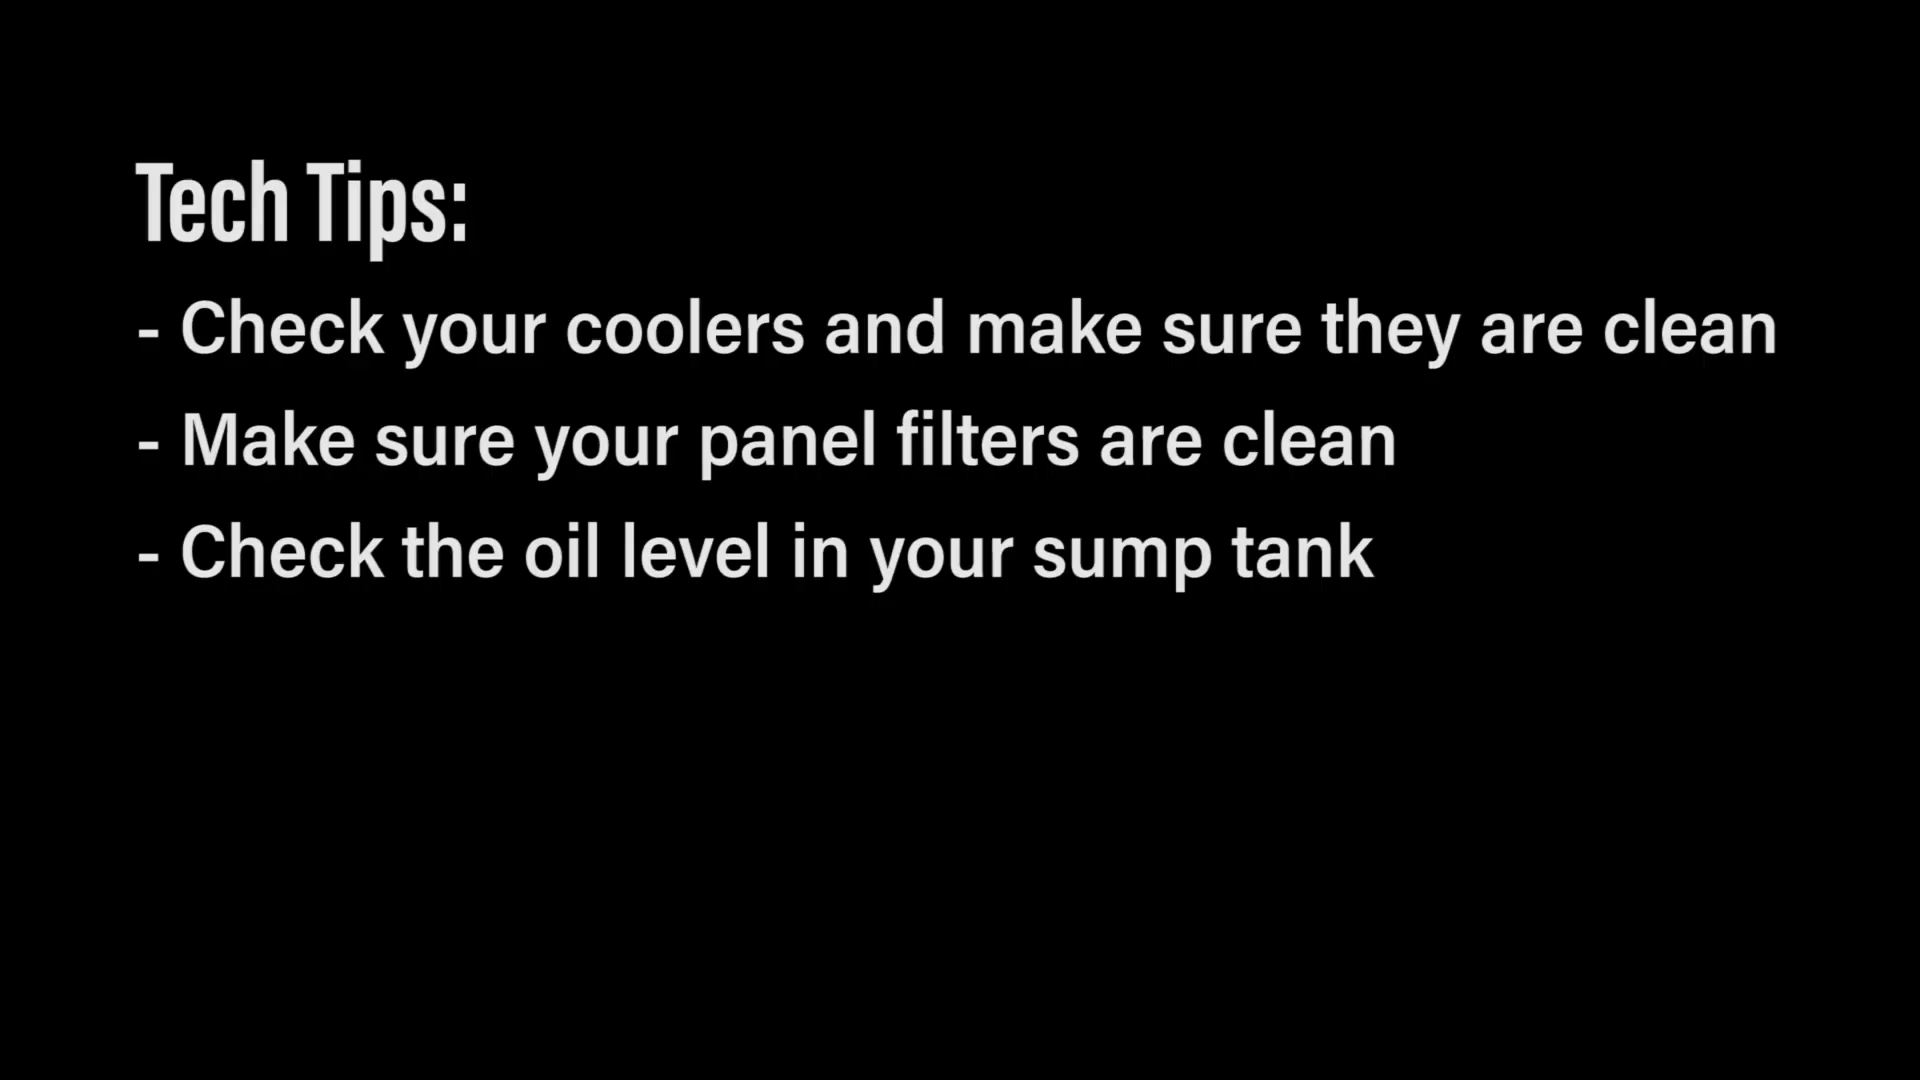 Tech Tips:
- Check your coolers and make sure they are clean
- Make sure your panel filters are clean
- Check the oil level in your sump tank